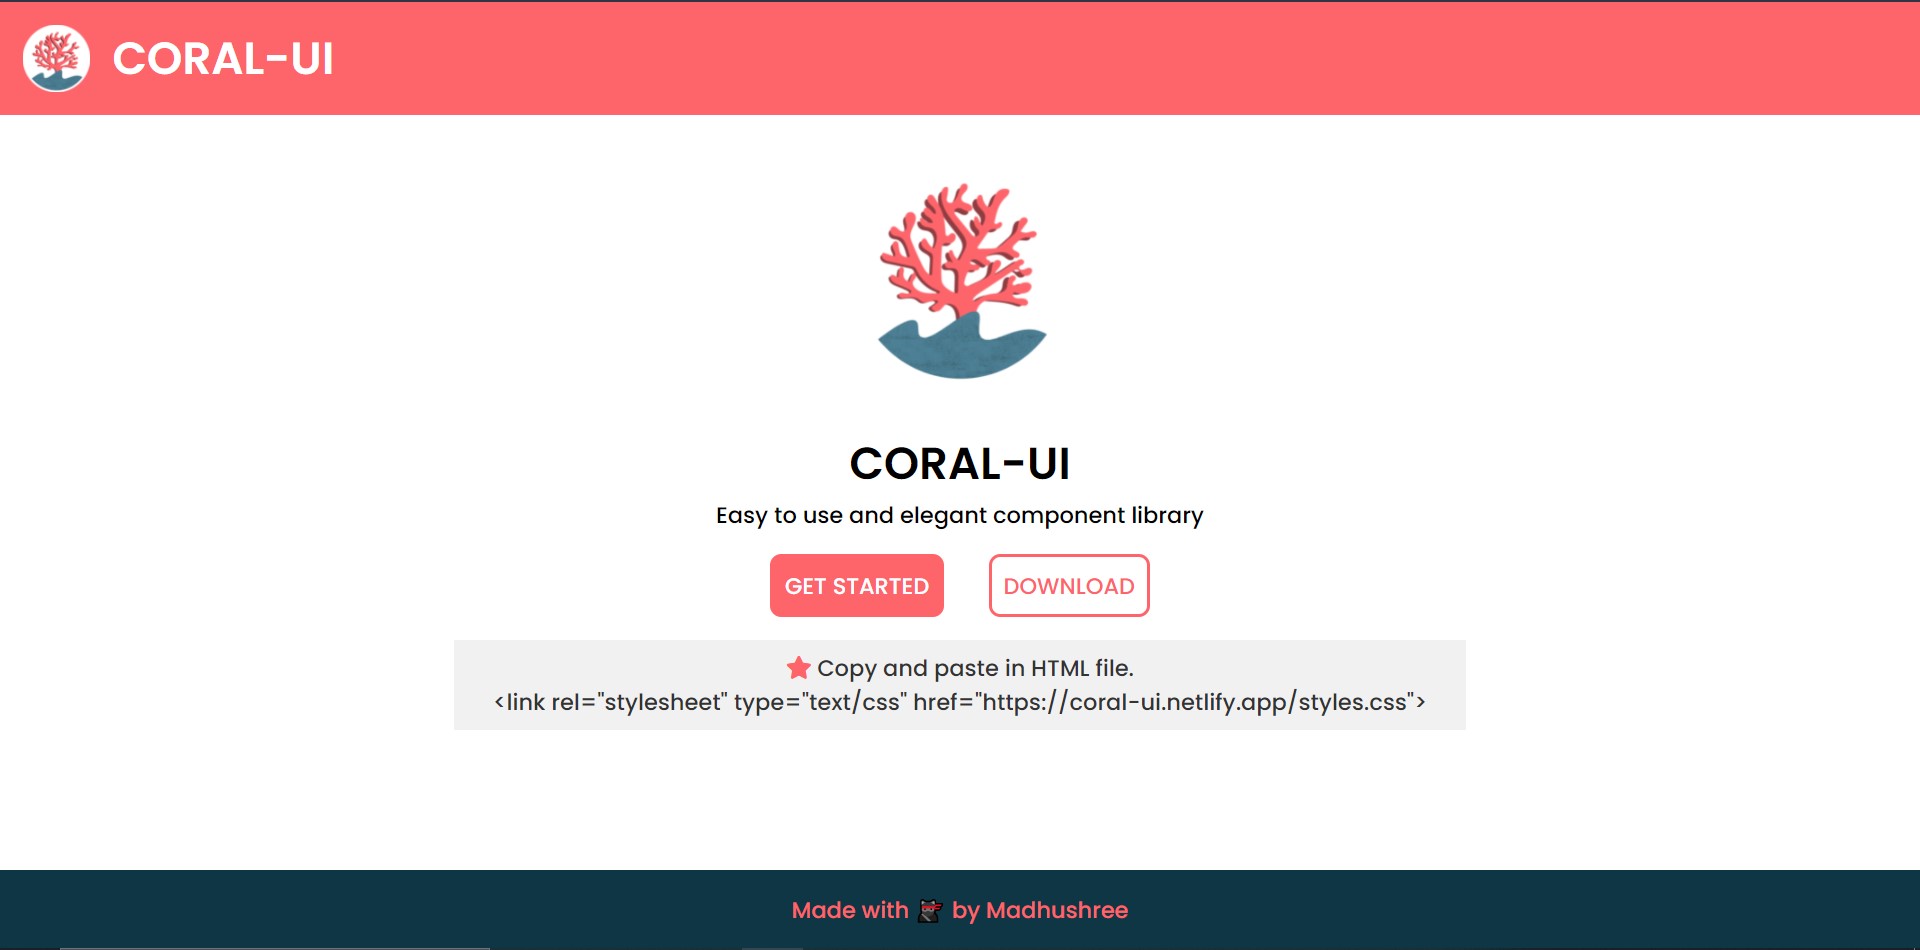 CORAL-UI
CORAL-UI
Easy to use and elegant component library
GET STARTED
DOWNLOAD
Copy and paste in HTML file.
<link rel="stylesheet" type="text/css" href="https://coral-ui.netlify.app/styles.css">
Made with by Madhushree